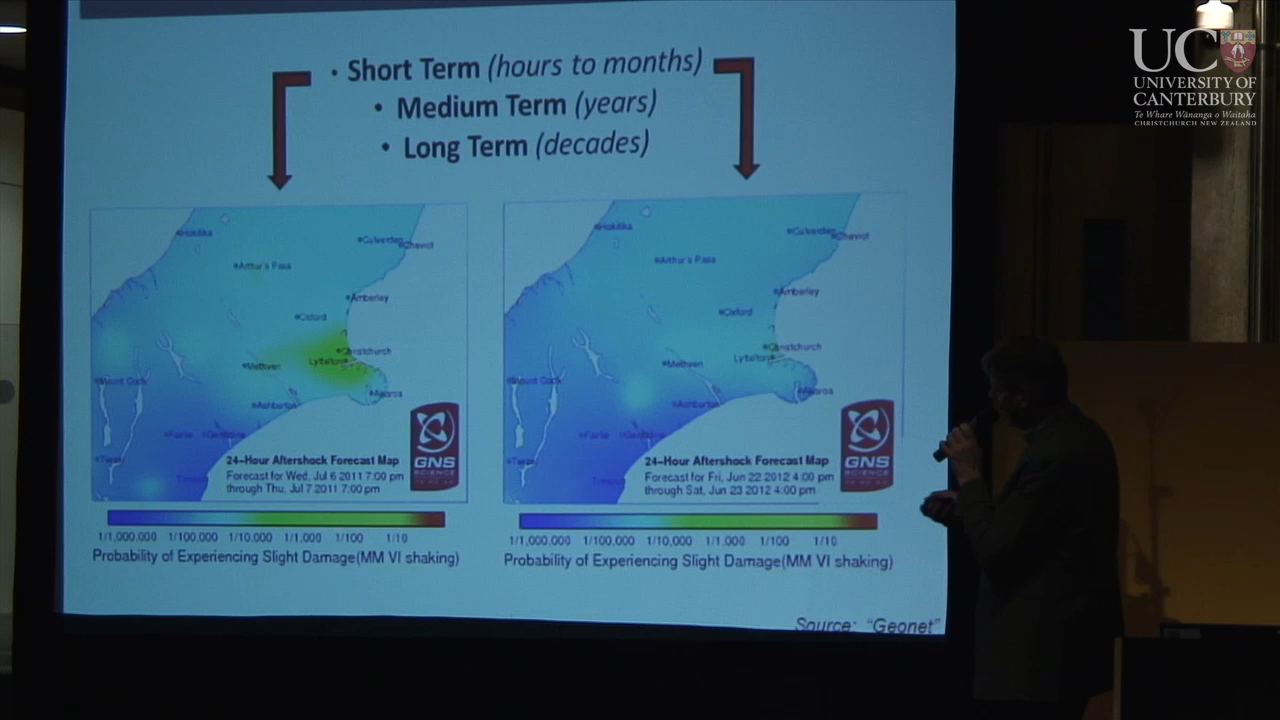 • Short Term (hours to months)
• Medium Term (years)
• Long Term (decades)
UC
UNIVERSITY OF
CANTERBURY
Te Whare Wānanga o Waitaha
CHRISTCHURCH NEW ZEALAND
Hokitika
Culverden
Cheviot
Arthur's Pass
Amberley
Oxford
Christchurch
Lyttelton
Methven
Mount Cook
Akaroa
Ashburton
Fairlie
Geraldine
GNS
SCIENCE
24-Hour Aftershock Forecast Map
Forecast for Wed, Jul 6 2011 7:00 pm
through Thu, Jul 7 2011 7:00 pm
1/1,000,000 1/100,000 1/10,000 1/1,000 1/100 1/10
Probability of Experiencing Slight Damage(MM VI shaking)
Hokitika
Culverden
Cheviot
Arthur's Pass
Amberley
Oxford
Christchurch
Lyttelton
Methven
Mount Cook
Akaroa
Ashburton
Fairlie
Geraldine
GNS
SCIENCE
24-Hour Aftershock Forecast Map
Forecast for Fri, Jun 22 2012 4:00 pm
through Sat, Jun 23 2012 4:00 pm
1/1,000,000 1/100,000 1/10,000 1/1,000 1/100 1/10
Probability of Experiencing Slight Damage(MM VI shaking)
Source: "Geonet"